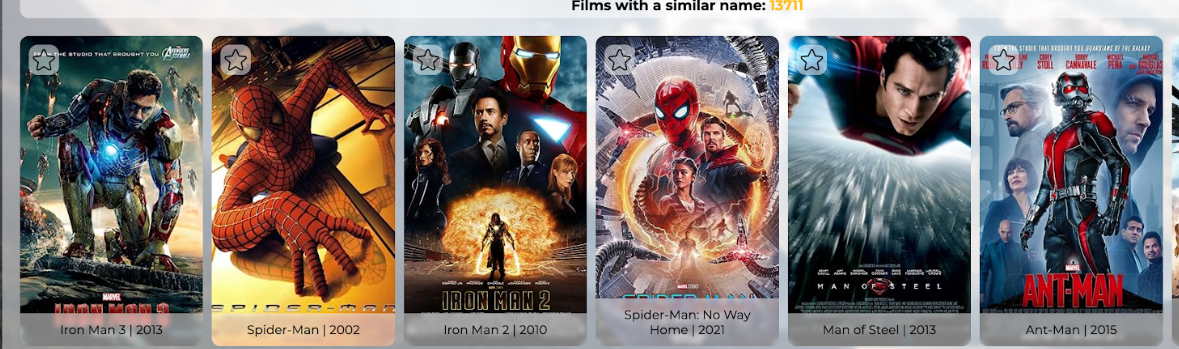 Films with a similar name: 13711
FROM THE STUDIO THAT BROUGHT YOU AVENGERS
MARVEL
IRON MAN 3
Iron Man 3 | 2013
SPIDER-MAN
Spider-Man | 2002
IRON MAN 2
Iron Man 2 | 2010
SPIDER-MAN
Spider-Man: No Way
Home | 2021
MAN OF STEEL
Man of Steel | 2013
FROM THE STUDIO THAT BROUGHT YOU GUARDIANS OF THE GALAXY
COREY STOLL
BOBBY CANNAVALE
MICHAEL PEÑA
MARVEL
ANT-MAN
Ant-Man | 2015